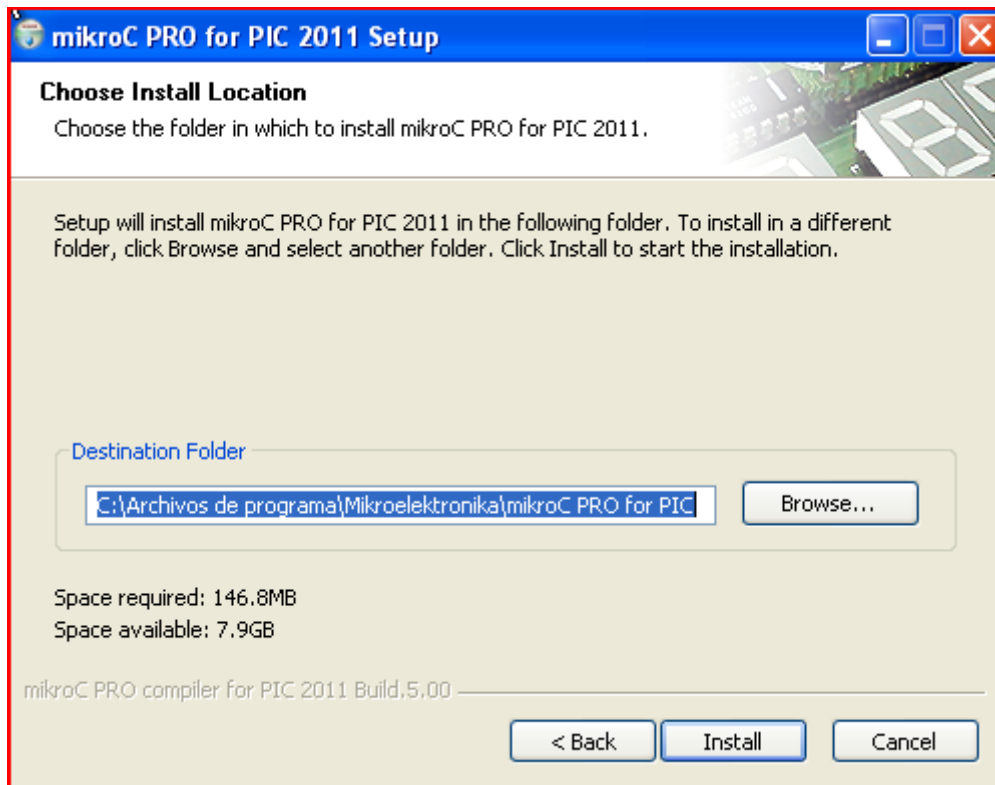 mikroC PRO for PIC 2011 Setup
Choose Install Location
Choose the folder in which to install mikroC PRO for PIC 2011.
Setup will install mikroC PRO for PIC 2011 in the following folder. To install in a different
folder, click Browse and select another folder. Click Install to start the installation.
Destination Folder
C:\Archivos de programa\Mikroelektronika\mikroC PRO for PIC
Browse...
Space required: 146.8MB
Space available: 7.9GB
mikroC PRO compiler for PIC 2011 Build.5.00
< Back
Install
Cancel